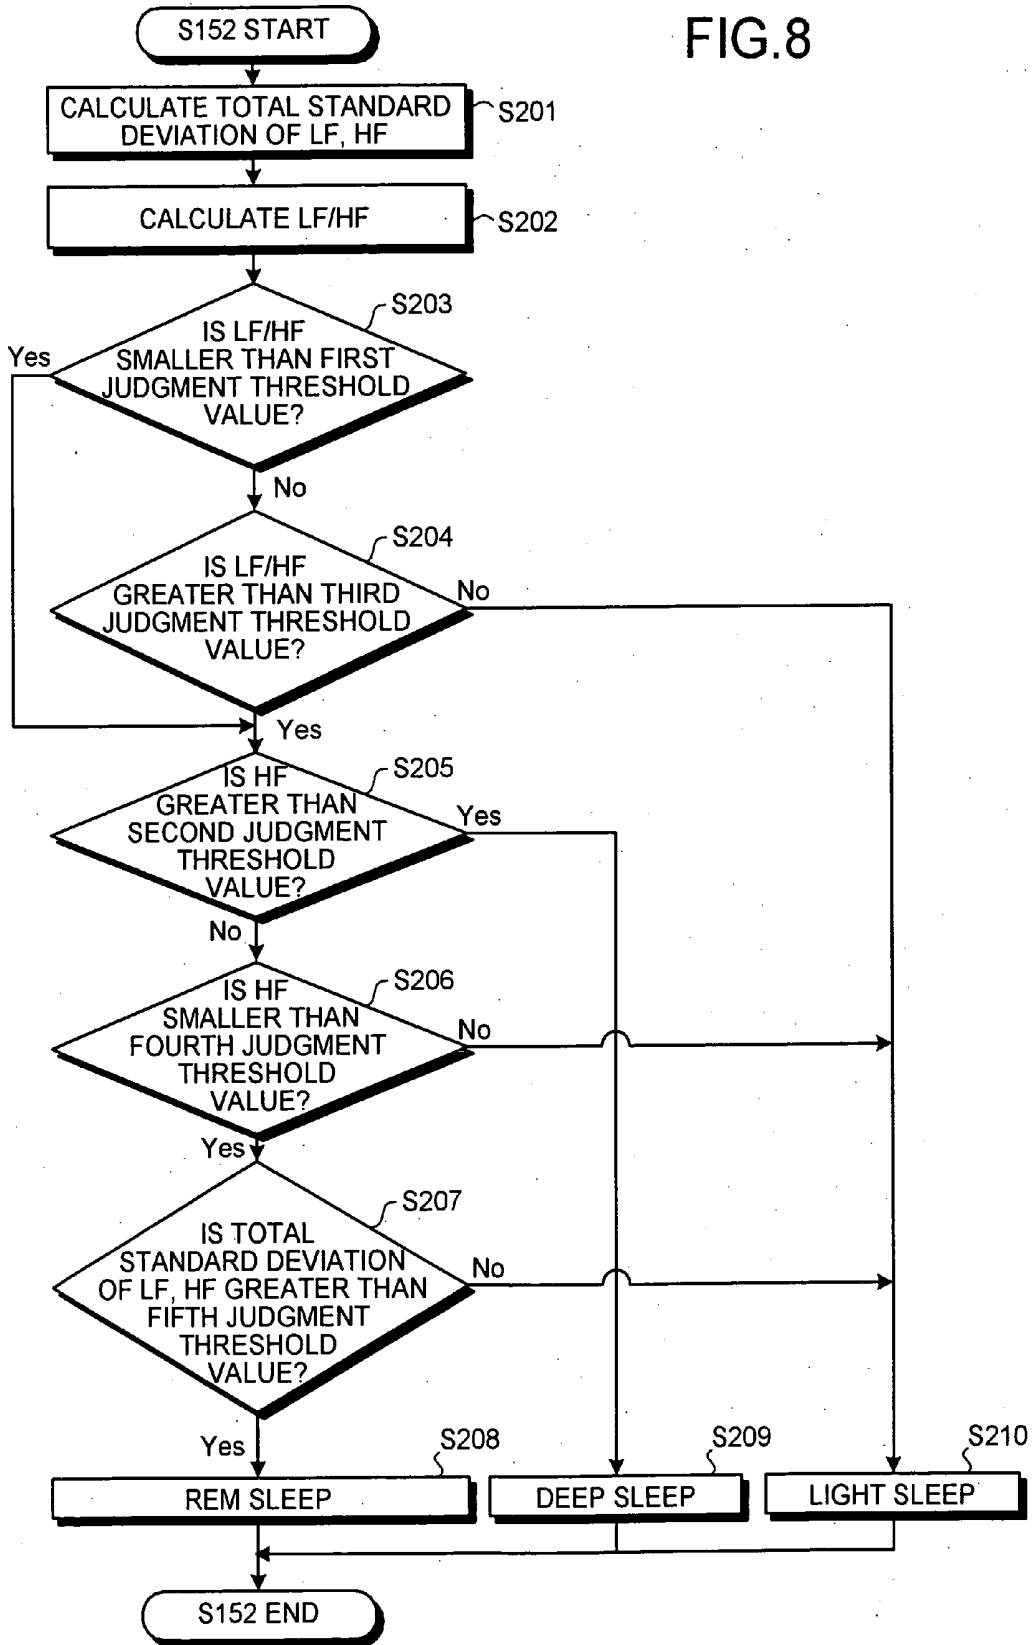 FIG.8
S152 START
CALCULATE TOTAL STANDARD
DEVIATION OF LF, HF
S201
CALCULATE LF/HF
S202
S203
IS LF/HF
SMALLER THAN FIRST
JUDGMENT THRESHOLD
VALUE?
Yes
No
S204
IS LF/HF
GREATER THAN THIRD
JUDGMENT THRESHOLD
VALUE?
No
Yes
S205
IS HF
GREATER THAN
SECOND JUDGMENT
THRESHOLD
VALUE?
Yes
No
S206
IS HF
SMALLER THAN
FOURTH JUDGMENT
THRESHOLD
VALUE?
No
Yes
S207
IS TOTAL
STANDARD DEVIATION
OF LF, HF GREATER THAN
FIFTH JUDGMENT
THRESHOLD
VALUE?
No
Yes
S208
REM SLEEP
S209
DEEP SLEEP
S210
LIGHT SLEEP
S152 END